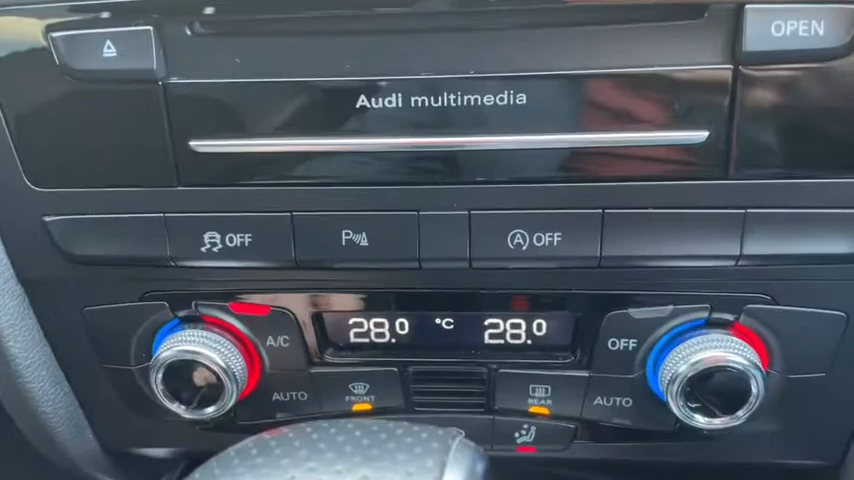 OPEN
Audi multimedia
OFF P OFF
A/C 28.0 °C 28.0 OFF
AUTO FRONT REAR AUTO